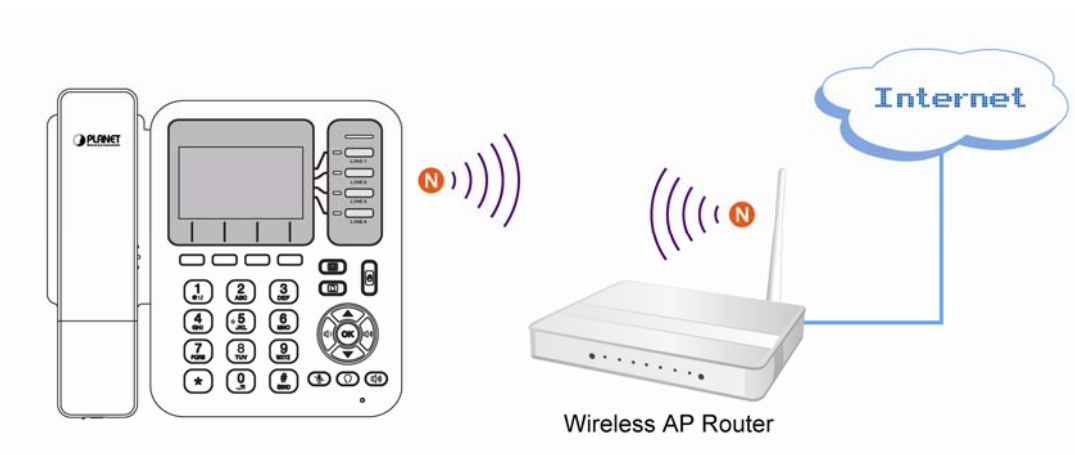 PLANET
LINE 1
LINE 2
LINE 3
LINE 4
N
N
Internet
1
2
ABC
3
DEF
4
GHI
5
JKL
6
MNO
7
PQRS
8
TUV
9
WXYZ
*
0
#
SEND
OK
Wireless AP Router